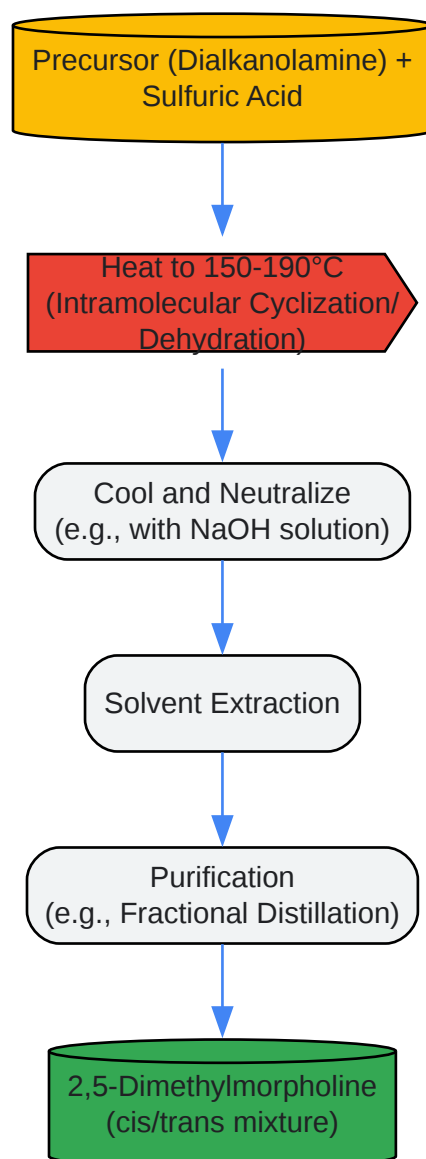 Precursor (Dialkanolamine) +
Sulfuric Acid
Heat to 150-190°C
(Intramolecular Cyclization/
Dehydration)
Cool and Neutralize
(e.g., with NaOH solution)
Solvent Extraction
Purification
(e.g., Fractional Distillation)
2,5-Dimethylmorpholine
(cis/trans mixture)